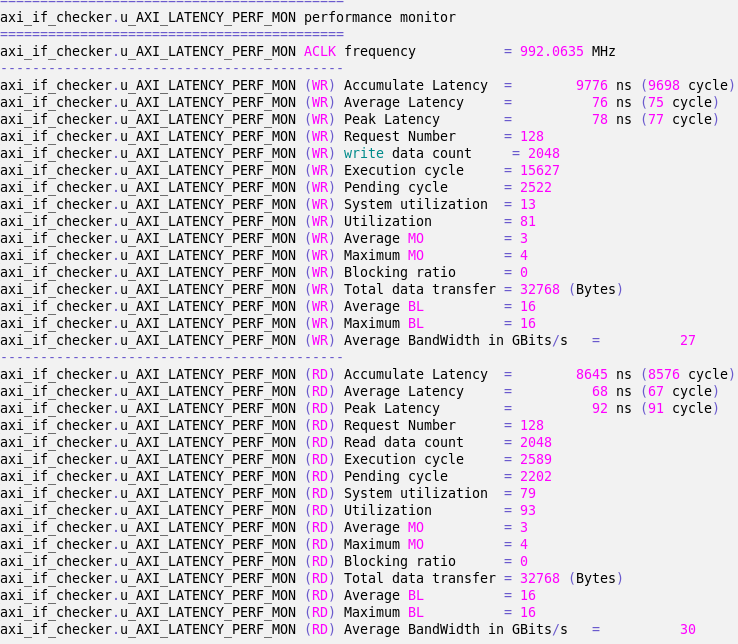 ===========================================
axi_if_checker.u_AXI_LATENCY_PERF_MON performance monitor
===========================================
axi_if_checker.u_AXI_LATENCY_PERF_MON ACLK frequency           = 992.0635 MHz
-------------------------------------------
axi_if_checker.u_AXI_LATENCY_PERF_MON (WR) Accumulate Latency  =        9776 ns (9698 cycle)
axi_if_checker.u_AXI_LATENCY_PERF_MON (WR) Average Latency     =          76 ns (75 cycle)
axi_if_checker.u_AXI_LATENCY_PERF_MON (WR) Peak Latency        =          78 ns (77 cycle)
axi_if_checker.u_AXI_LATENCY_PERF_MON (WR) Request Number      = 128
axi_if_checker.u_AXI_LATENCY_PERF_MON (WR) write data count     = 2048
axi_if_checker.u_AXI_LATENCY_PERF_MON (WR) Execution cycle     = 15627
axi_if_checker.u_AXI_LATENCY_PERF_MON (WR) Pending cycle       = 2522
axi_if_checker.u_AXI_LATENCY_PERF_MON (WR) System utilization  = 13
axi_if_checker.u_AXI_LATENCY_PERF_MON (WR) Utilization         = 81
axi_if_checker.u_AXI_LATENCY_PERF_MON (WR) Average MO          = 3
axi_if_checker.u_AXI_LATENCY_PERF_MON (WR) Maximum MO          = 4
axi_if_checker.u_AXI_LATENCY_PERF_MON (WR) Blocking ratio      = 0
axi_if_checker.u_AXI_LATENCY_PERF_MON (WR) Total data transfer = 32768 (Bytes)
axi_if_checker.u_AXI_LATENCY_PERF_MON (WR) Average BL          = 16
axi_if_checker.u_AXI_LATENCY_PERF_MON (WR) Maximum BL          = 16
axi_if_checker.u_AXI_LATENCY_PERF_MON (WR) Average BandWidth in GBits/s   =          27
-------------------------------------------
axi_if_checker.u_AXI_LATENCY_PERF_MON (RD) Accumulate Latency  =        8645 ns (8576 cycle)
axi_if_checker.u_AXI_LATENCY_PERF_MON (RD) Average Latency     =          68 ns (67 cycle)
axi_if_checker.u_AXI_LATENCY_PERF_MON (RD) Peak Latency        =          92 ns (91 cycle)
axi_if_checker.u_AXI_LATENCY_PERF_MON (RD) Request Number      = 128
axi_if_checker.u_AXI_LATENCY_PERF_MON (RD) Read data count     = 2048
axi_if_checker.u_AXI_LATENCY_PERF_MON (RD) Execution cycle     = 2589
axi_if_checker.u_AXI_LATENCY_PERF_MON (RD) Pending cycle       = 2202
axi_if_checker.u_AXI_LATENCY_PERF_MON (RD) System utilization  = 79
axi_if_checker.u_AXI_LATENCY_PERF_MON (RD) Utilization         = 93
axi_if_checker.u_AXI_LATENCY_PERF_MON (RD) Average MO          = 3
axi_if_checker.u_AXI_LATENCY_PERF_MON (RD) Maximum MO          = 4
axi_if_checker.u_AXI_LATENCY_PERF_MON (RD) Blocking ratio      = 0
axi_if_checker.u_AXI_LATENCY_PERF_MON (RD) Total data transfer = 32768 (Bytes)
axi_if_checker.u_AXI_LATENCY_PERF_MON (RD) Average BL          = 16
axi_if_checker.u_AXI_LATENCY_PERF_MON (RD) Maximum BL          = 16
axi_if_checker.u_AXI_LATENCY_PERF_MON (RD) Average BandWidth in GBits/s   =          30